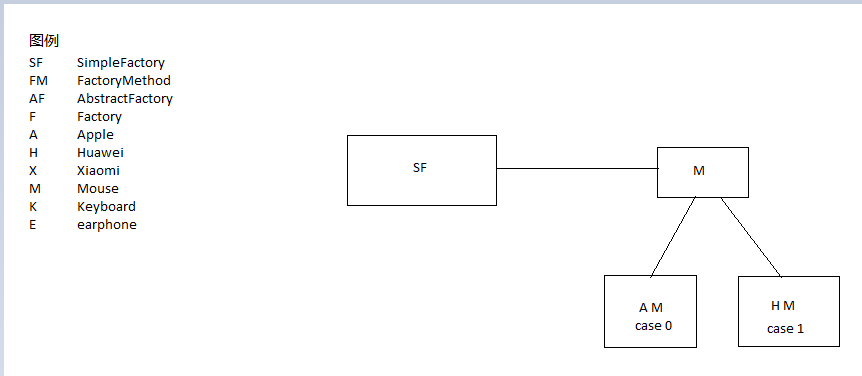 图例
SF SimpleFactory
FM FactoryMethod
AF AbstractFactory
F Factory
A Apple
H Huawei
X Xiaomi
M Mouse
K Keyboard
E earphone
SF
M
A M
case 0
H M
case 1